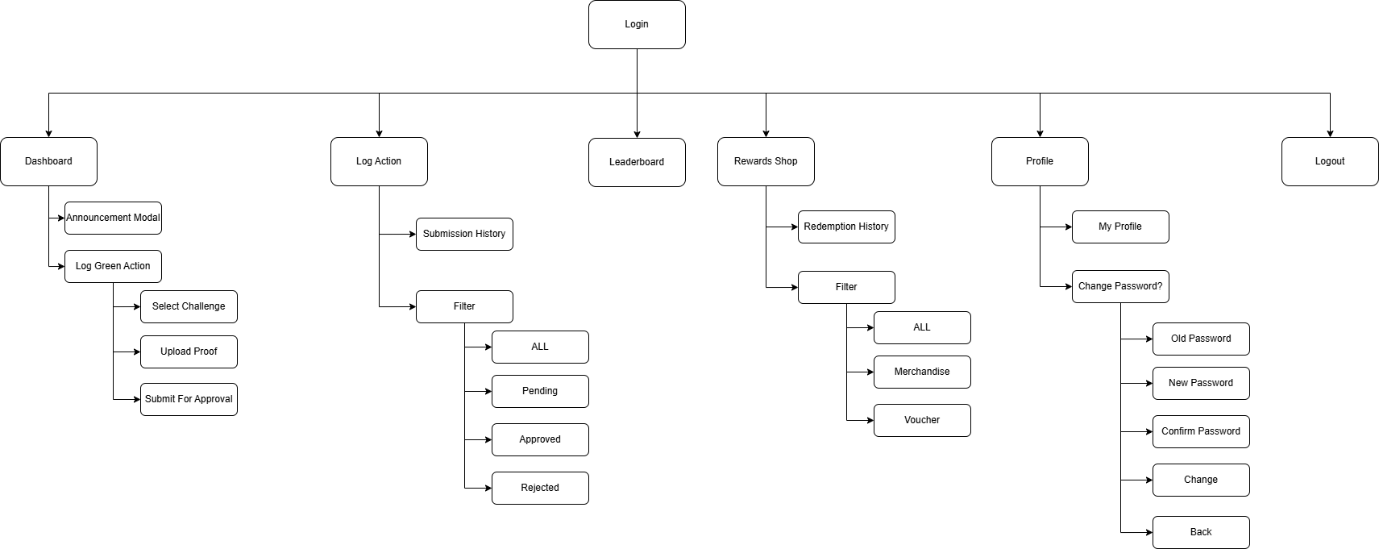 Login
Dashboard
Log Action
Leaderboard
Rewards Shop
Profile
Logout
Announcement Modal
Log Green Action
Select Challenge
Upload Proof
Submit For Approval
Submission History
Filter
ALL
Pending
Approved
Rejected
Redemption History
Filter
ALL
Merchandise
Voucher
My Profile
Change Password?
Old Password
New Password
Confirm Password
Change
Back